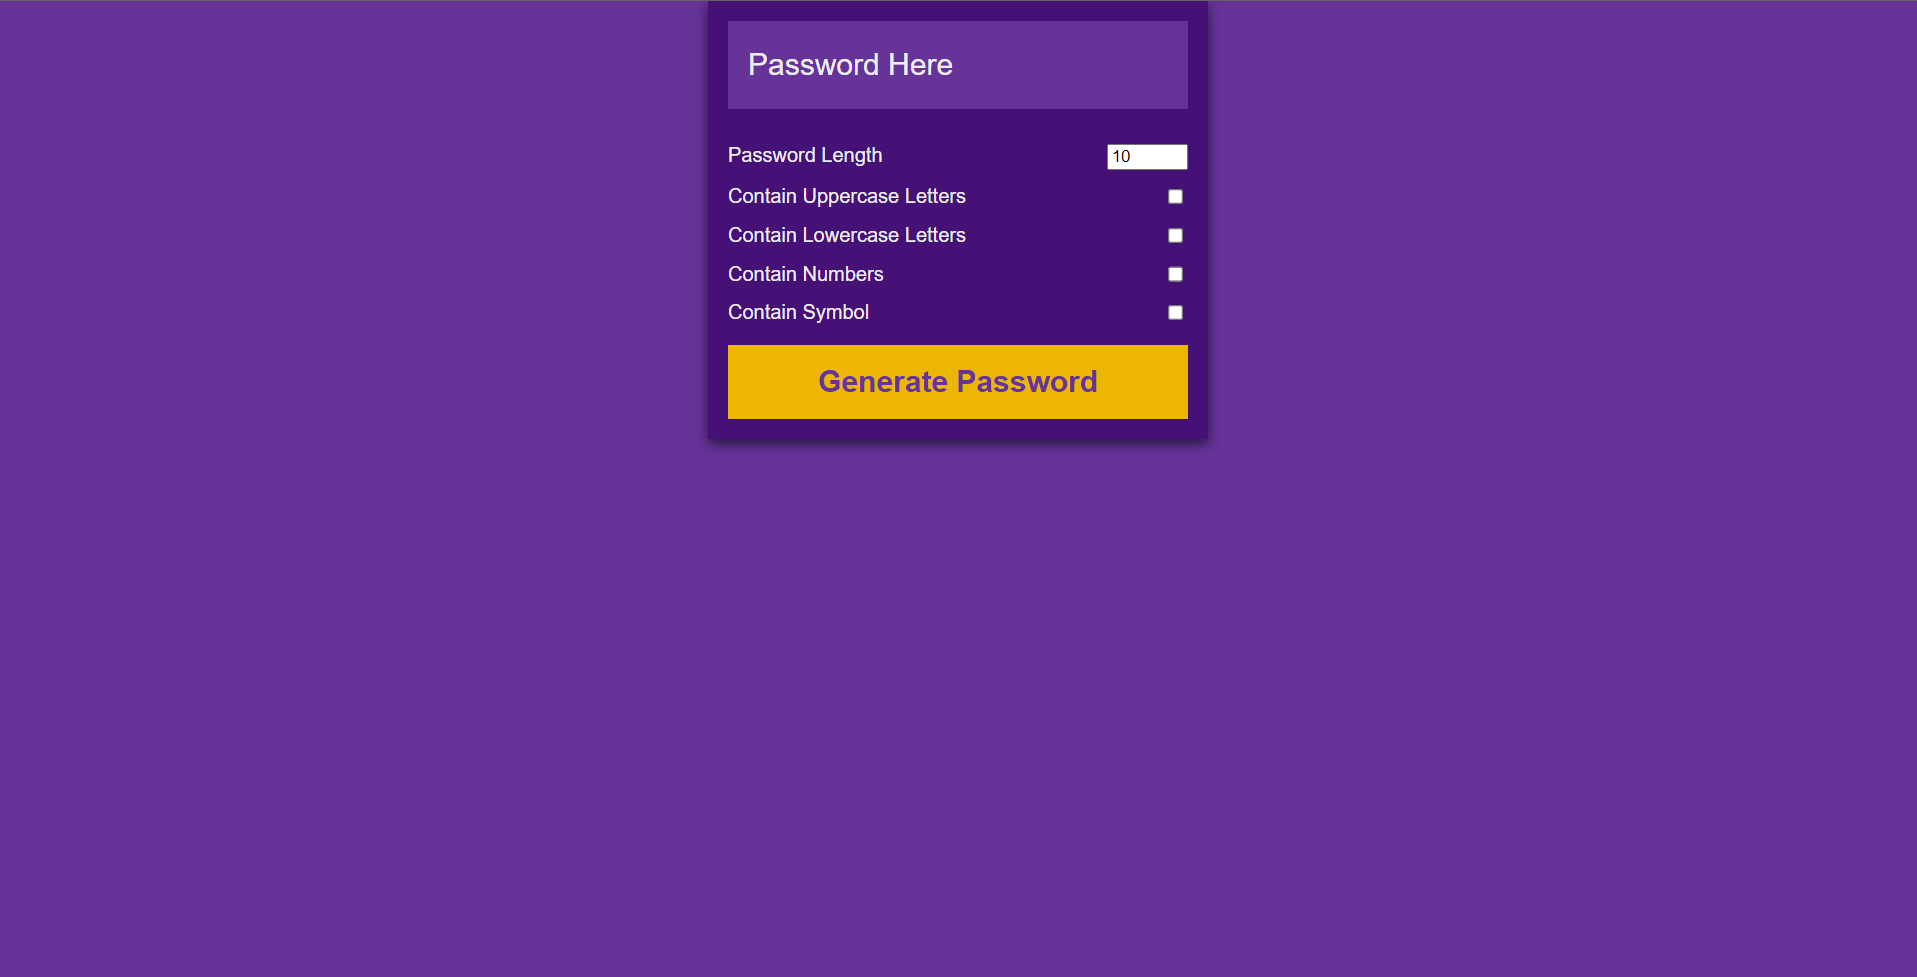 Password Here
Password Length 10
Contain Uppercase Letters
Contain Lowercase Letters
Contain Numbers
Contain Symbol
Generate Password